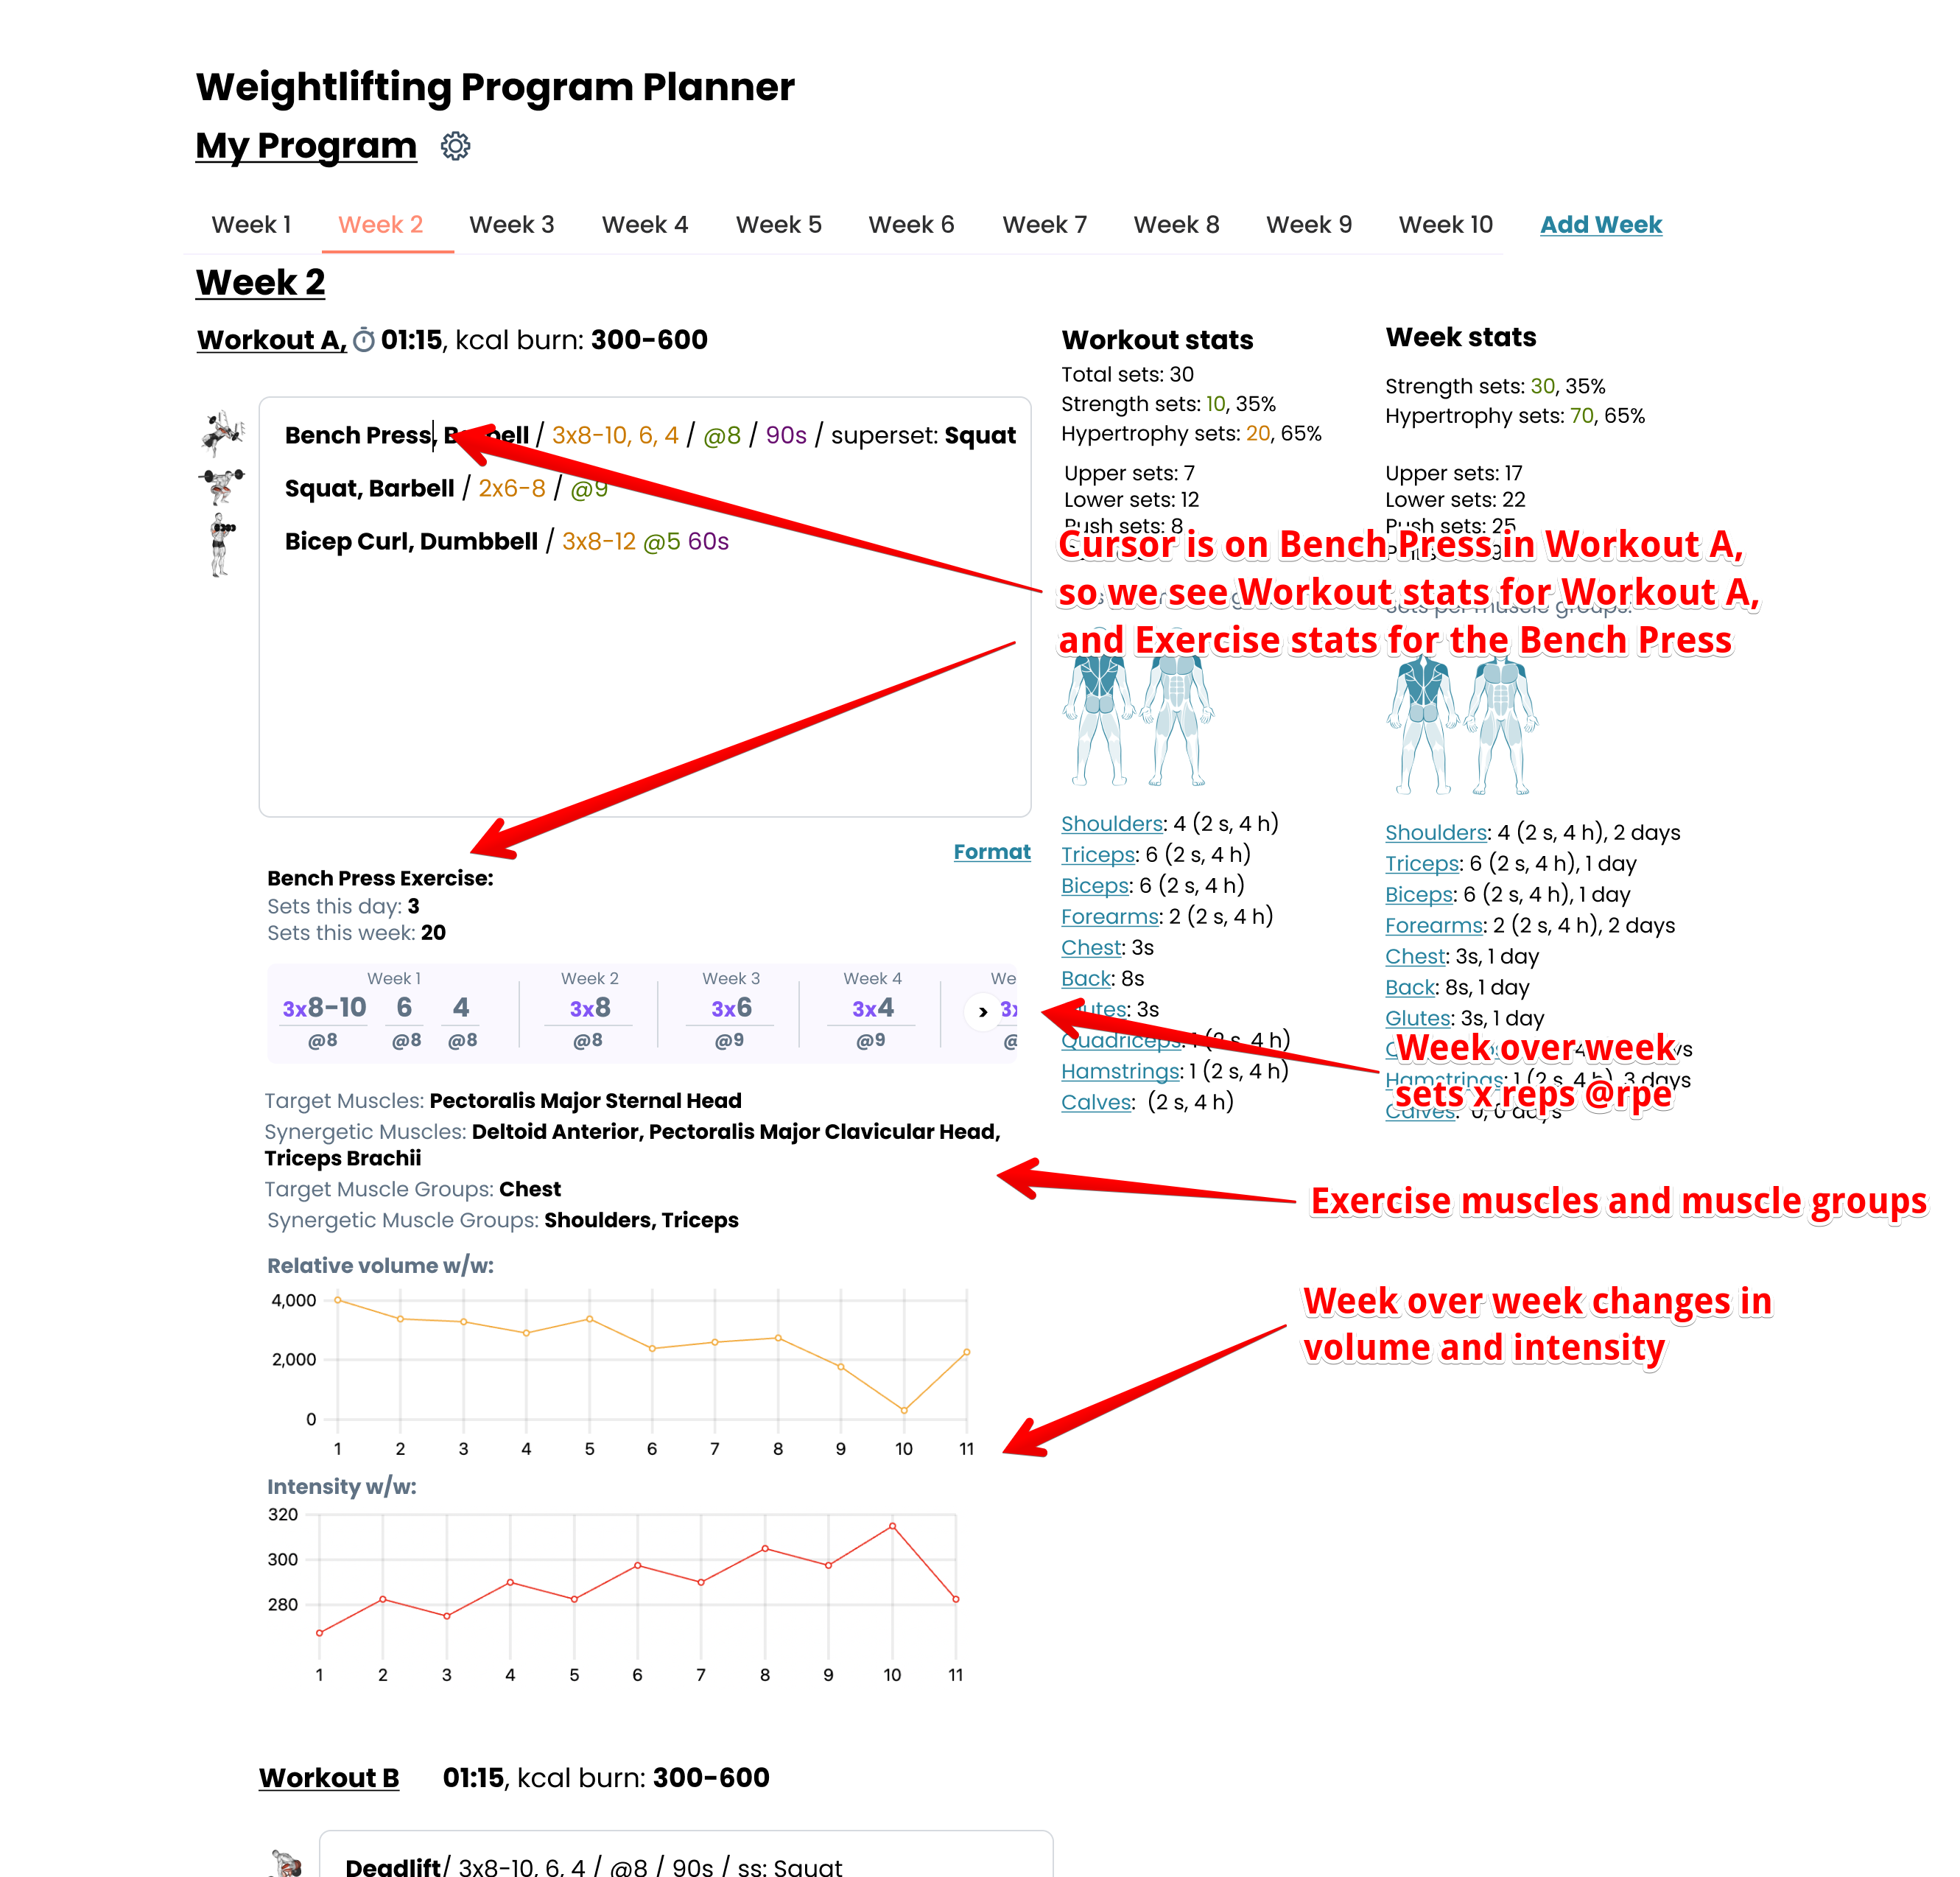 Weightlifting Program Planner
My Program
Week 1 Week 2 Week 3 Week 4 Week 5 Week 6 Week 7 Week 8 Week 9 Week 10 Add Week
Week 2
Workout A, 01:15, kcal burn: 300-600
Bench Press, Barbell / 3x8-10, 6, 4 / @8 / 90s / superset: Squat
Squat, Barbell / 2x6-8 / @9
Bicep Curl, Dumbbell / 3x8-12 @5 60s
Format
Workout stats
Total sets: 30
Strength sets: 10, 35%
Hypertrophy sets: 20, 65%
Upper sets: 7
Lower sets: 12
Push sets: 8
Week stats
Strength sets: 30, 35%
Hypertrophy sets: 70, 65%
Upper sets: 17
Lower sets: 22
Push sets: 25
Cursor is on Bench Press in Workout A,
so we see Workout stats for Workout A,
and Exercise stats for the Bench Press
sets per muscle groups:
Shoulders: 4 (2 s, 4 h)
Triceps: 6 (2 s, 4 h)
Biceps: 6 (2 s, 4 h)
Forearms: 2 (2 s, 4 h)
Chest: 3s
Back: 8s
Glutes: 3s
Quadriceps: 1 (2 s, 4 h)
Hamstrings: 1 (2 s, 4 h)
Calves: (2 s, 4 h)
Shoulders: 4 (2 s, 4 h), 2 days
Triceps: 6 (2 s, 4 h), 1 day
Biceps: 6 (2 s, 4 h), 1 day
Forearms: 2 (2 s, 4 h), 2 days
Chest: 3s, 1 day
Back: 8s, 1 day
Glutes: 3s, 1 day
Hamstrings: 1 (2 s, 4 h), 3 days
Calves: 0, 0 days
Week over week
sets x reps @rpe
Bench Press Exercise:
Sets this day: 3
Sets this week: 20
Week 1 Week 2 Week 3 Week 4 We
3x8-10 6 4 3x8 3x6 3x4 3x
@8 @8 @8 @8 @9 @9 @
Target Muscles: Pectoralis Major Sternal Head
Synergetic Muscles: Deltoid Anterior, Pectoralis Major Clavicular Head,
Triceps Brachii
Target Muscle Groups: Chest
Synergetic Muscle Groups: Shoulders, Triceps
Exercise muscles and muscle groups
Relative volume w/w:
4,000
2,000
0
1 2 3 4 5 6 7 8 9 10 11
Week over week changes in
volume and intensity
Intensity w/w:
320
300
280
1 2 3 4 5 6 7 8 9 10 11
Workout B 01:15, kcal burn: 300-600
Deadlift/ 3x8-10, 6, 4 / @8 / 90s / ss: Squat